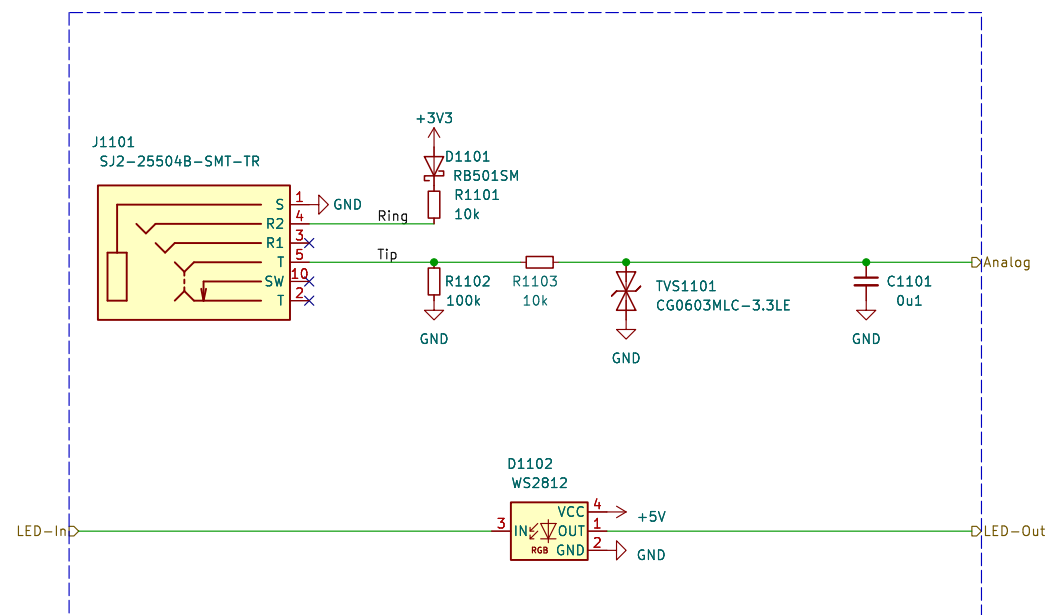 +3V3
J1101
SJ2-25504B-SMT-TR
D1101
RB501SM
R1101
10k
S
1
GND
R2
4
Ring
R1
3
T
5
Tip
SW
10
T
2
R1102
100k
GND
R1103
10k
TVS1101
CG0603MLC-3.3LE
GND
C1101
0u1
GND
Analog
D1102
WS2812
LED-In
3
IN
RGB
VCC
4
+5V
OUT
1
GND
2
GND
LED-Out